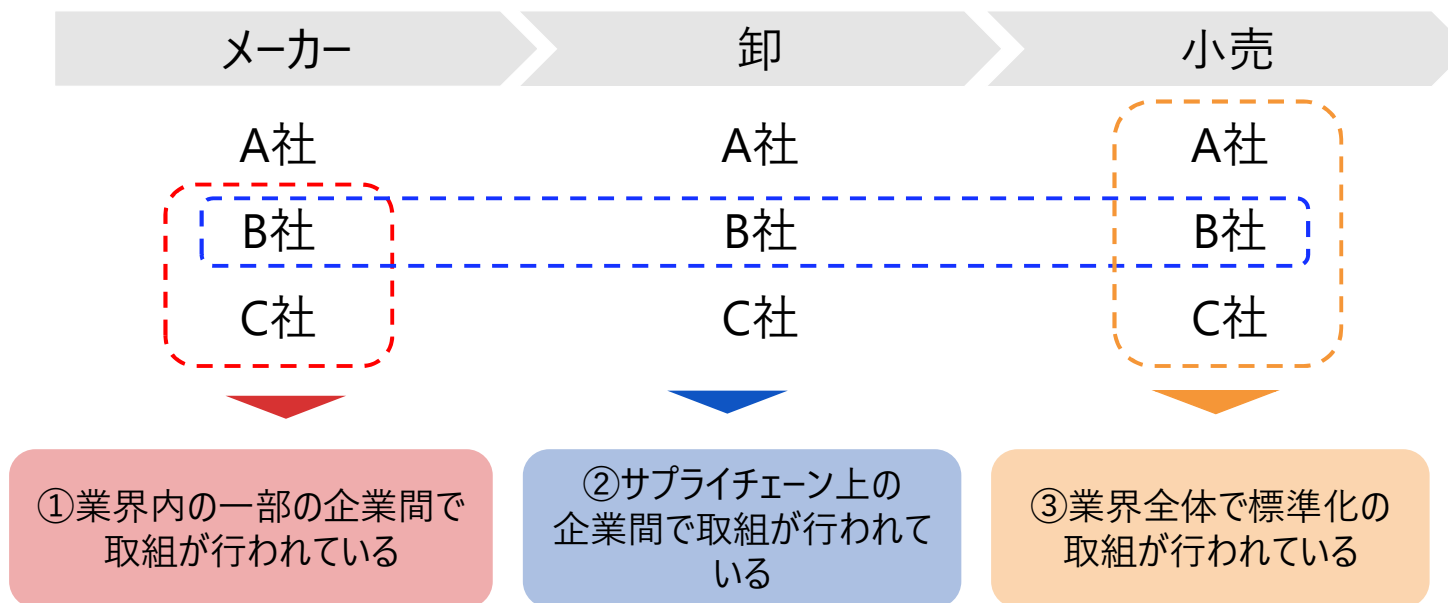 メーカー
卸
小売
A社
A社
A社
B社
B社
B社
C社
C社
C社
①業界内の一部の企業間で
取組が行われている
②サプライチェーン上の
企業間で取組が行われて
いる
③業界全体で標準化の
取組が行われている